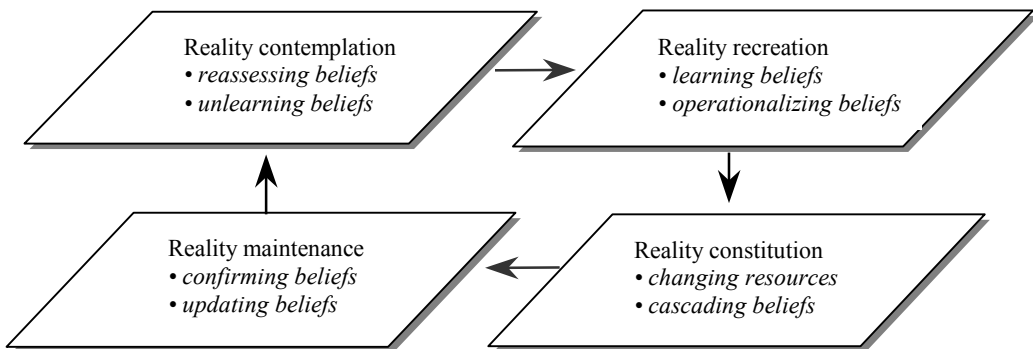 Reality contemplation
• reassessing beliefs
• unlearning beliefs
Reality recreation
• learning beliefs
• operationalizing beliefs
Reality maintenance
• confirming beliefs
• updating beliefs
Reality constitution
• changing resources
• cascading beliefs